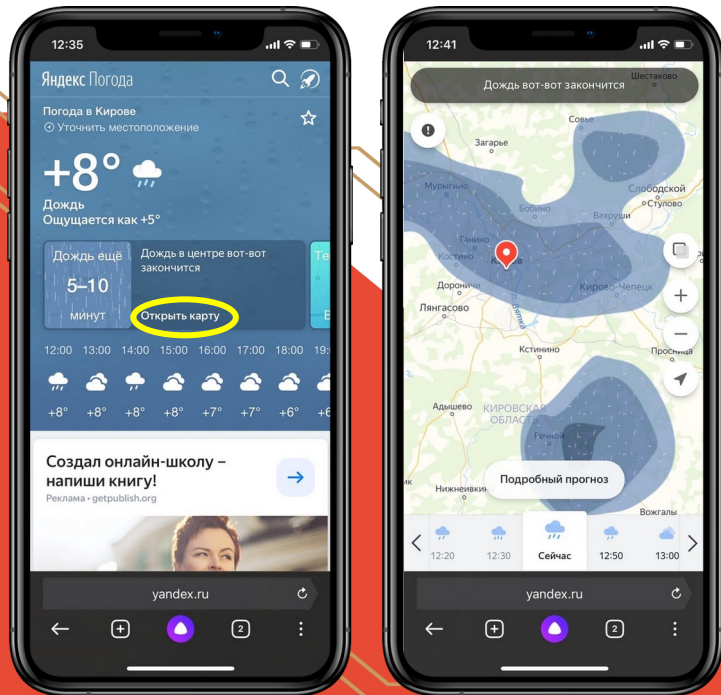 12:35
Яндекс Погода
Погода в Кирове
Уточнить местоположение
+8°
Дождь
Ощущается как +5°
Дождь ещё
5–10
минут
Дождь в центре вот-вот
закончится
Открыть карту
12:00 13:00 14:00 15:00 16:00 17:00 18:00 19:
+8° +8° +8° +8° +7° +7° +6° +6
Создал онлайн-школу –
напиши книгу!
Реклама • getpublish.org
yandex.ru
2
12:41
Дождь вот-вот закончится
Шестаково
Загарье
Мурыгино
Бобино
Слободской
Стулово
Вахруши
Ганино
Костино
Дороничи
Лянгасово
Кирово-Чепецк
Вятка
Кстинино
Просница
Адышево
КИРОВСКАЯ
ОБЛАСТЬ
Речной
Подробный прогноз
Вожгалы
12:20 12:30 Сейчас 12:50 13:00
yandex.ru
2